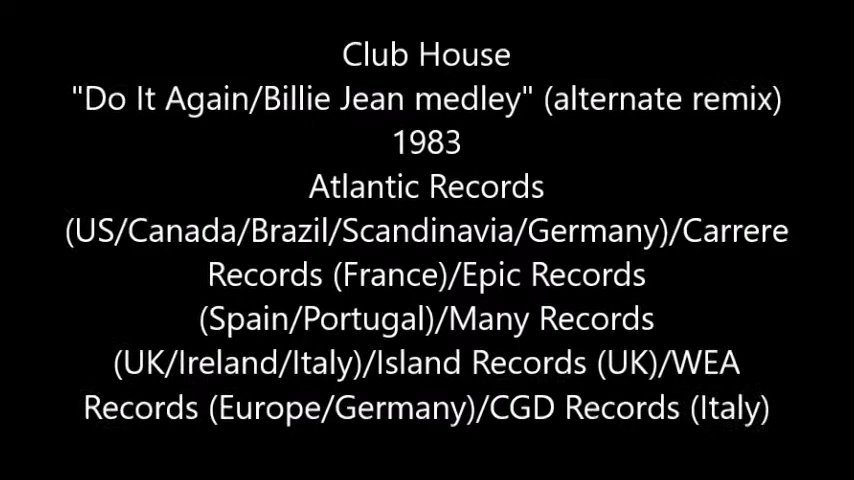 Club House
"Do It Again/Billie Jean medley" (alternate remix)
1983
Atlantic Records
(US/Canada/Brazil/Scandinavia/Germany)/Carrere
Records (France)/Epic Records
(Spain/Portugal)/Many Records
(UK/Ireland/Italy)/Island Records (UK)/WEA
Records (Europe/Germany)/CGD Records (Italy)